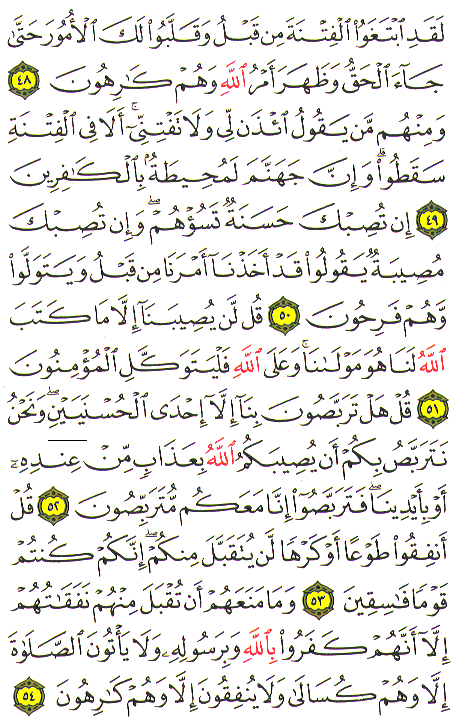 لَقَدِ ٱبۡتَغَوُاْ ٱلۡفِتۡنَةَ مِن قَبۡلُ وَقَلَّبُواْ لَكَ ٱلۡأُمُورَ حَتَّىٰ
جَآءَ ٱلۡحَقُّ وَظَهَرَ أَمۡرُ ٱللَّهِ وَهُمۡ كَٰرِهُونَ ٤٨
وَمِنۡهُم مَّن يَقُولُ ٱئۡذَن لِّي وَلَا تَفۡتِنِّيٓۚ أَلَا فِي ٱلۡفِتۡنَةِ
سَقَطُواْۗ وَإِنَّ جَهَنَّمَ لَمُحِيطَةُۢ بِٱلۡكَٰفِرِينَ
٤٩ إِن تُصِبۡكَ حَسَنَةٞ تَسُؤۡهُمۡۖ وَإِن تُصِبۡكَ
مُصِيبَةٞ يَقُولُواْ قَدۡ أَخَذۡنَآ أَمۡرَنَا مِن قَبۡلُ وَيَتَوَلَّواْ
وَّهُمۡ فَرِحُونَ ٥٠ قُل لَّن يُصِيبَنَآ إِلَّا مَا كَتَبَ
ٱللَّهُ لَنَا هُوَ مَوۡلَىٰنَاۚ وَعَلَى ٱللَّهِ فَلۡيَتَوَكَّلِ ٱلۡمُؤۡمِنُونَ
٥١ قُلۡ هَلۡ تَرَبَّصُونَ بِنَآ إِلَّآ إِحۡدَى ٱلۡحُسۡنَيَيۡنِۖ وَنَحۡنُ
نَتَرَبَّصُ بِكُمۡ أَن يُصِيبَكُمُ ٱللَّهُ بِعَذَابٖ مِّنۡ عِندِهِۦٓ
أَوۡ بِأَيۡدِينَاۖ فَتَرَبَّصُوٓاْ إِنَّا مَعَكُم مُّتَرَبِّصُونَ ٥٢ قُلۡ
أَنفِقُواْ طَوۡعًا أَوۡ كَرۡهٗا لَّن يُتَقَبَّلَ مِنكُمۡۖ إِنَّكُمۡ كُنتُمۡ
قَوۡمٗا فَٰسِقِينَ ٥٣ وَمَا مَنَعَهُمۡ أَن تُقۡبَلَ مِنۡهُمۡ نَفَقَٰتُهُمۡ
إِلَّآ أَنَّهُمۡ كَفَرُواْ بِٱللَّهِ وَبِرَسُولِهِۦ وَلَا يَأۡتُونَ ٱلصَّلَوٰةَ
إِلَّا وَهُمۡ كُسَالَىٰ وَلَا يُنفِقُونَ إِلَّا وَهُمۡ كَٰرِهُونَ ٥٤